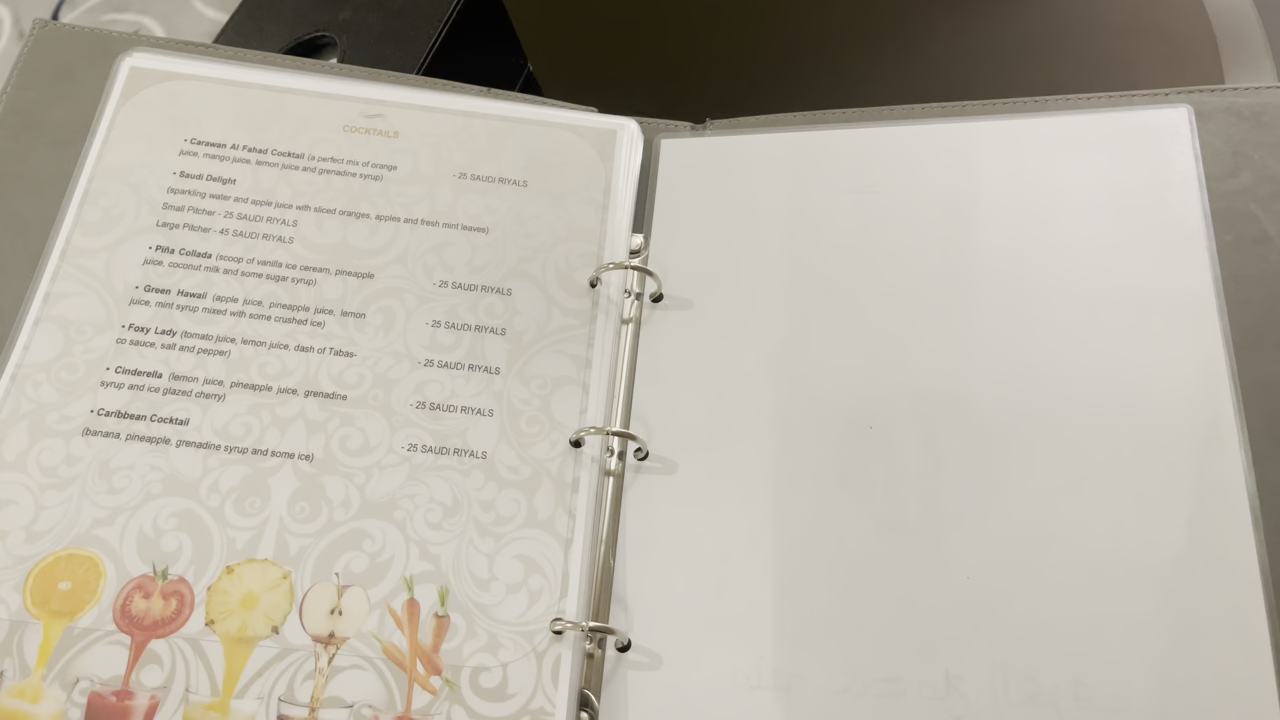 COCKTAILS
• Carawan Al Fahad Cocktail (a perfect mix of orange
juice, mango juice, lemon juice and grenadine syrup)
- 25 SAUDI RIYALS
• Saudi Delight
(sparkling water and apple juice with sliced oranges, apples and fresh mint leaves)
Small Pitcher - 25 SAUDI RIYALS
Large Pitcher - 45 SAUDI RIYALS
• Piña Collada (scoop of vanilla ice ceream, pineapple
juice, coconut milk and some sugar syrup)
- 25 SAUDI RIYALS
• Green Hawaii (apple juice, pineapple juice, lemon
juice, mint syrup mixed with some crushed ice)
- 25 SAUDI RIYALS
• Foxy Lady (tomato juice, lemon juice, dash of Tabas-
co sauce, salt and pepper)
- 25 SAUDI RIYALS
• Cinderella (lemon juice, pineapple juice, grenadine
syrup and ice glazed cherry)
- 25 SAUDI RIYALS
• Caribbean Cocktail
(banana, pineapple, grenadine syrup and some ice)
- 25 SAUDI RIYALS